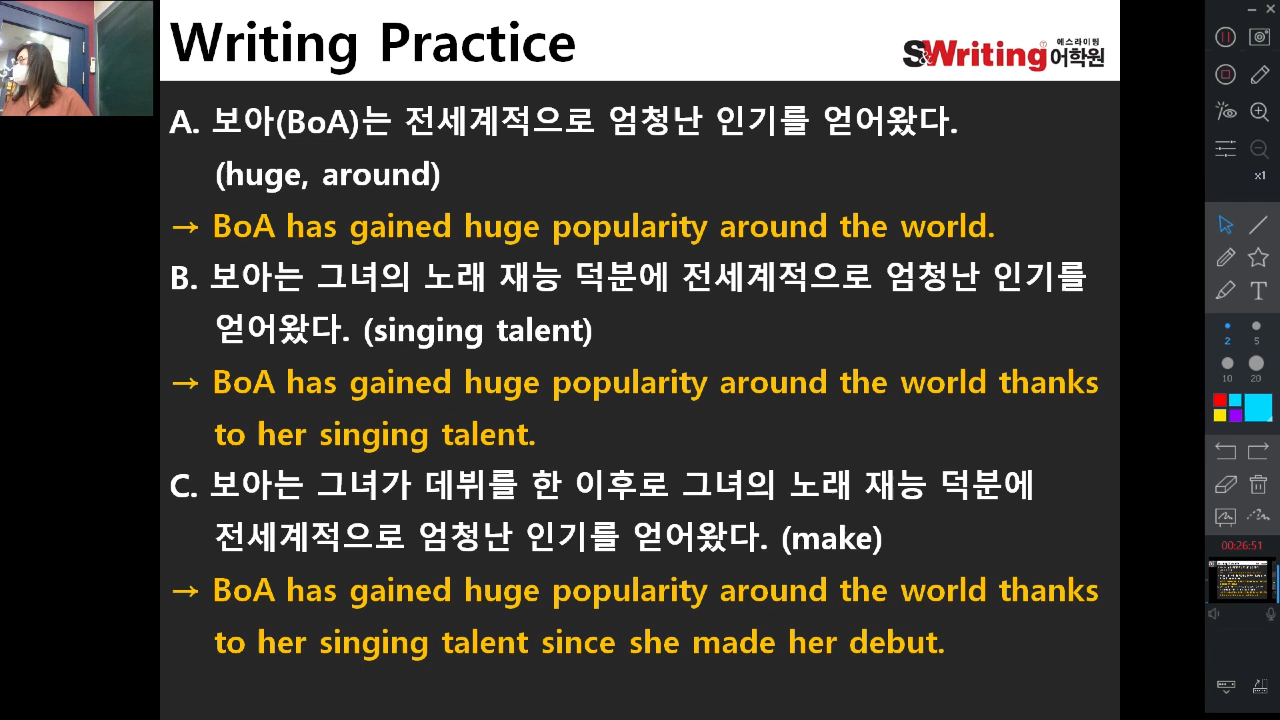 Writing Practice
에스라이팅
S&Writing어학원
A. 보아(BoA)는 전세계적으로 엄청난 인기를 얻어왔다.
(huge, around)
→ BoA has gained huge popularity around the world.
B. 보아는 그녀의 노래 재능 덕분에 전세계적으로 엄청난 인기를
얻어왔다. (singing talent)
→ BoA has gained huge popularity around the world thanks
to her singing talent.
C. 보아는 그녀가 데뷔를 한 이후로 그녀의 노래 재능 덕분에
전세계적으로 엄청난 인기를 얻어왔다. (make)
→ BoA has gained huge popularity around the world thanks
to her singing talent since she made her debut.
x1
T
2 5
10 20
00:26:51